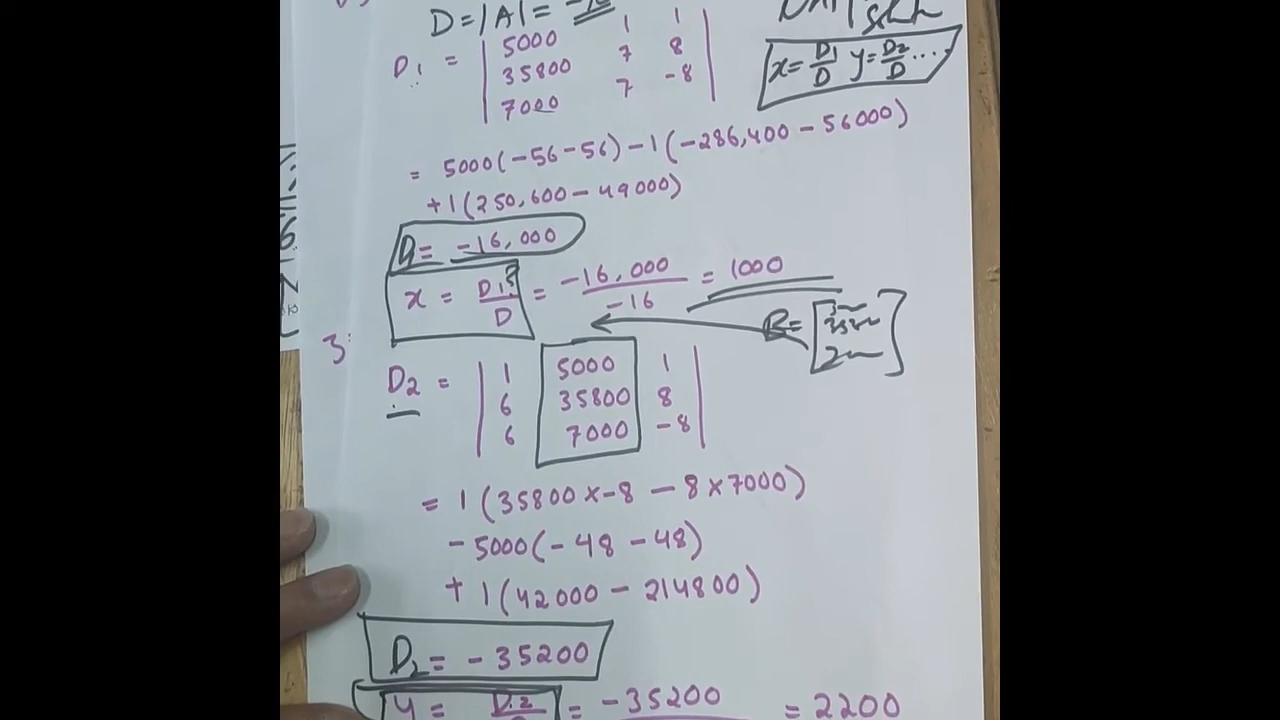 D = |A| = -16
D1 = | 5000 1 1 |
| 35800 7 8 |
| 7000 7 -8 |
x = D1/D y = D2/D ....
= 5000(-56-56) -1(-286,400 - 56000)
+1(250,600 - 49000)
D1 = -16,000
x = D1/D = -16,000/-16 = 1000
B =
3:
D2 = | 1 5000 1 |
| 6 35800 8 |
| 6 7000 -8 |
= 1(35800 x -8 - 8 x 7000)
- 5000(-48 - 48)
+ 1(42000 - 214800)
D2 = -35200
y = D2 = -35200 = 2200